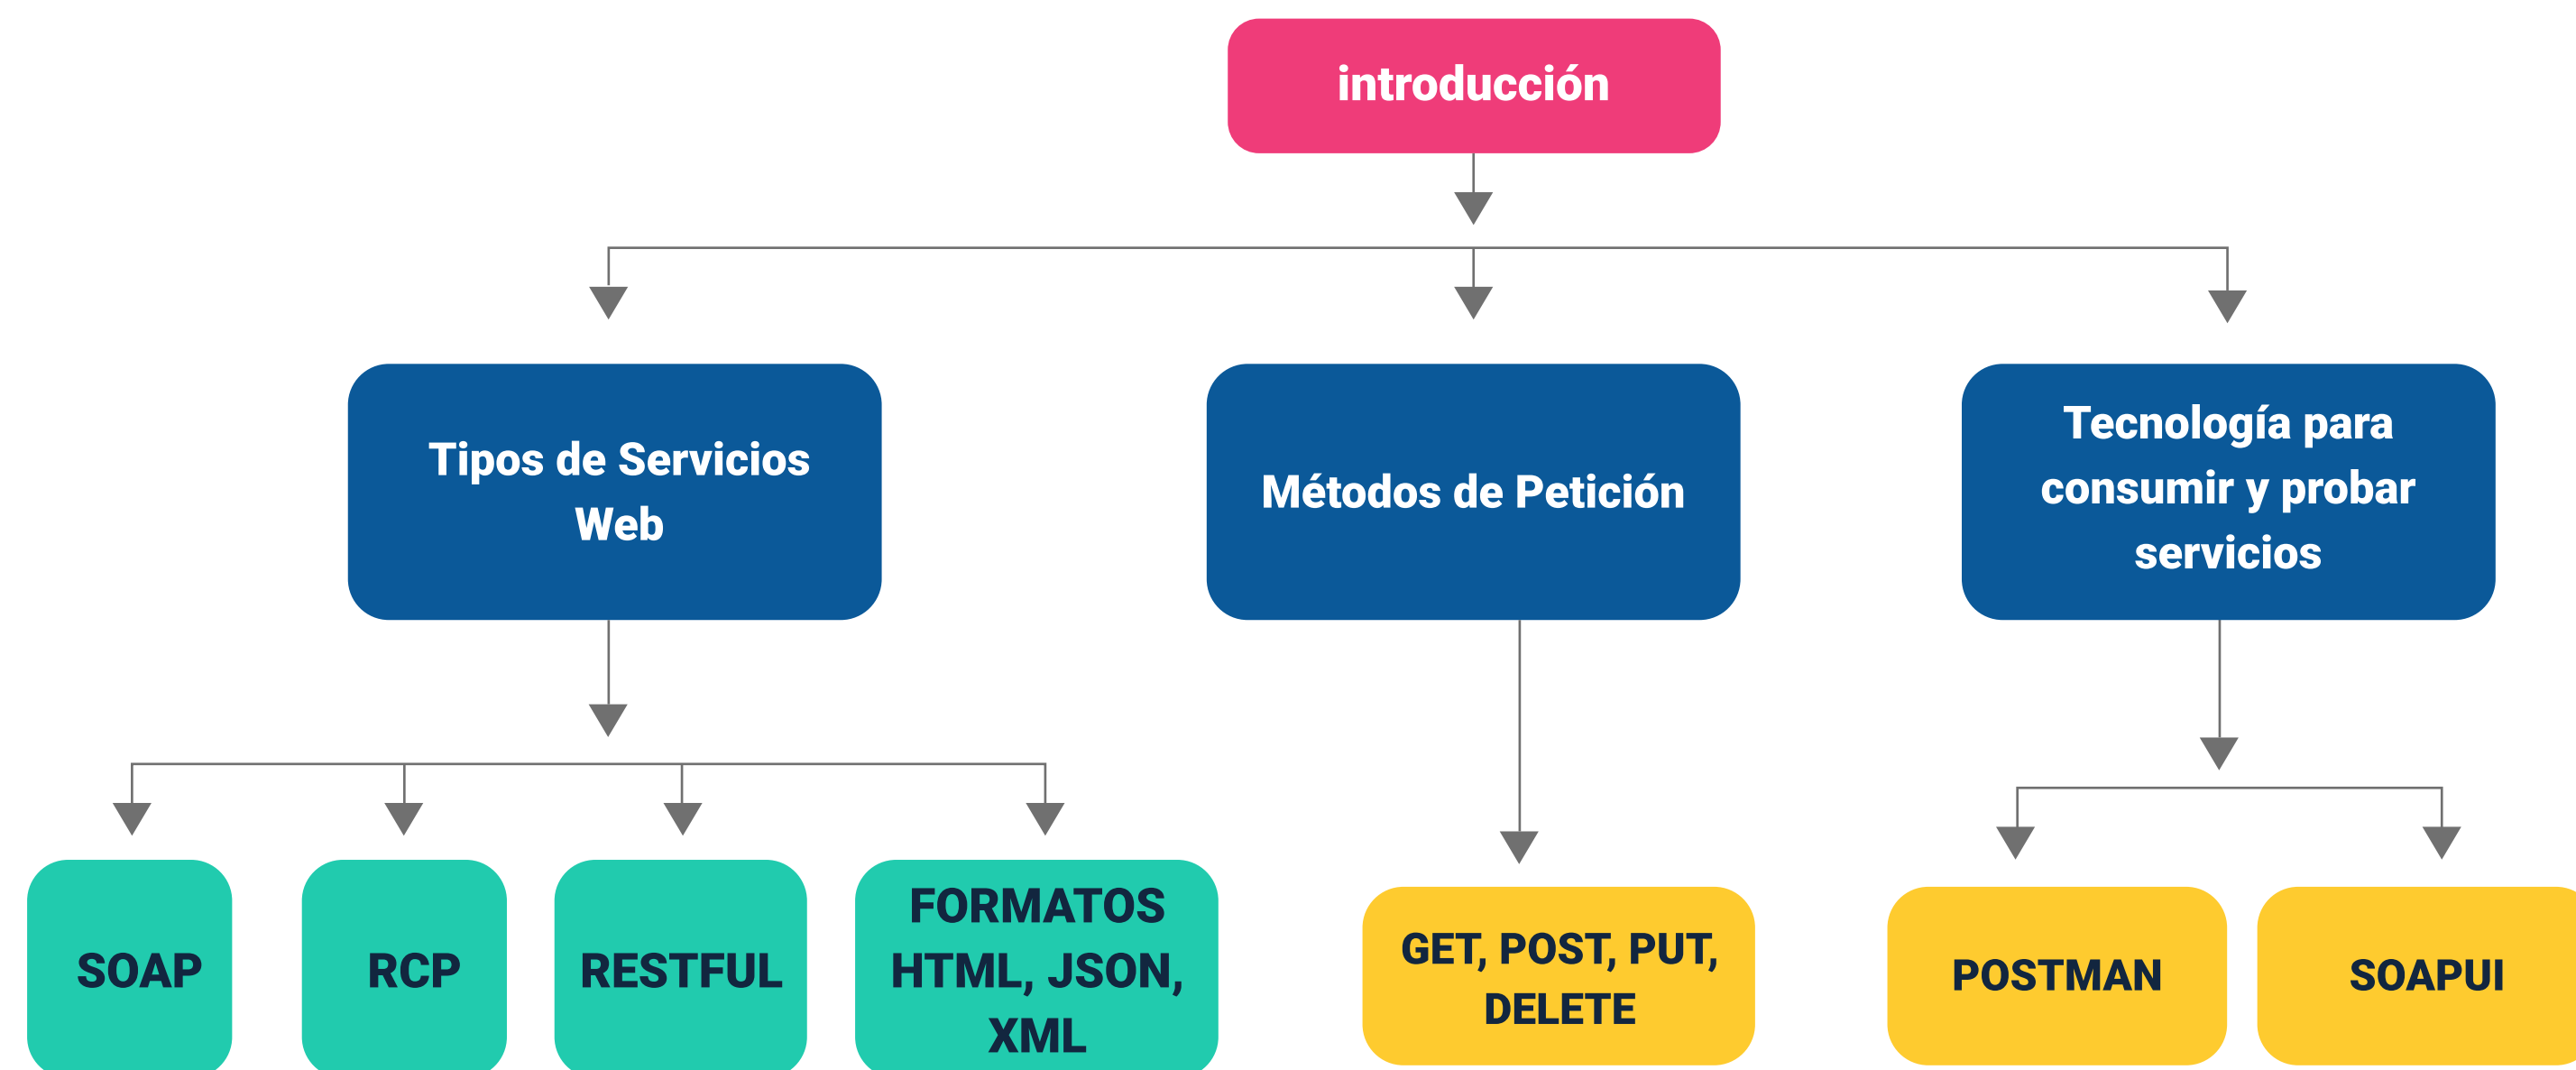 introducción
Tipos de Servicios
Web
Métodos de Petición
Tecnología para
consumir y probar
servicios
SOAP
RCP
RESTFUL
FORMATOS
HTML, JSON,
XML
GET, POST, PUT,
DELETE
POSTMAN
SOAPUI